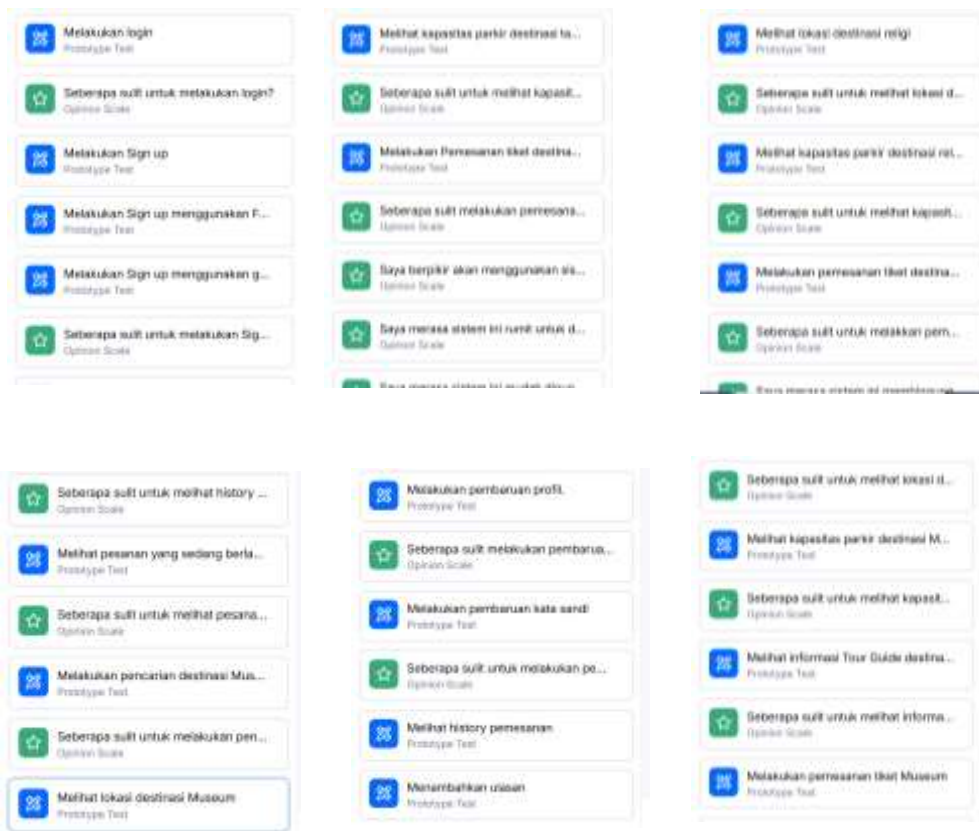 Melakukan login
Prototype Test
Seberapa sulit untuk melakukan login?
Opinion Scale
Melakukan Sign up
Prototype Test
Melakukan Sign up menggunakan F...
Prototype Test
Melakukan Sign up menggunakan g...
Prototype Test
Seberapa sulit untuk melakukan Sig...
Opinion Scale
Melihat kapasitas parkir destinasi ta...
Prototype Test
Seberapa sulit untuk melihat kapasit...
Opinion Scale
Melakukan Pemesanan tiket destina...
Prototype Test
Seberapa sulit melakukan pemesana...
Opinion Scale
Saya berpikir akan menggunakan sis...
Opinion Scale
Saya merasa sistem ini rumit untuk d...
Opinion Scale
Saya merasa sistem ini mudah digun...
Melihat lokasi destinasi religi
Prototype Test
Seberapa sulit untuk melihat lokasi d...
Opinion Scale
Melihat kapasitas parkir destinasi rel...
Prototype Test
Seberapa sulit untuk melihat kapasit...
Opinion Scale
Melakukan pemesanan tiket destina...
Prototype Test
Seberapa sulit untuk melakkan pem...
Opinion Scale
Saya merasa sistem ini membingung...
Seberapa sulit untuk melihat history ...
Opinion Scale
Melihat pesanan yang sedang berla...
Prototype Test
Seberapa sulit untuk melihat pesana...
Opinion Scale
Melakukan pencarian destinasi Mus...
Prototype Test
Seberapa sulit untuk melakukan pen...
Opinion Scale
Melihat lokasi destinasi Museum
Prototype Test
Melakukan pembaruan profil.
Prototype Test
Seberapa sulit melakukan pembarua...
Opinion Scale
Melakukan pembaruan kata sandi
Prototype Test
Seberapa sulit untuk melakukan pe...
Opinion Scale
Melihat history pemesanan
Prototype Test
Menambahkan ulasan
Prototype Test
Seberapa sulit untuk melihat lokasi d...
Opinion Scale
Melihat kapasitas parkir destinasi M...
Prototype Test
Seberapa sulit untuk melihat kapasit...
Opinion Scale
Melihat informasi Tour Guide destina...
Prototype Test
Seberapa sulit untuk melihat informa...
Opinion Scale
Melakukan pemesanan tiket Museum
Prototype Test